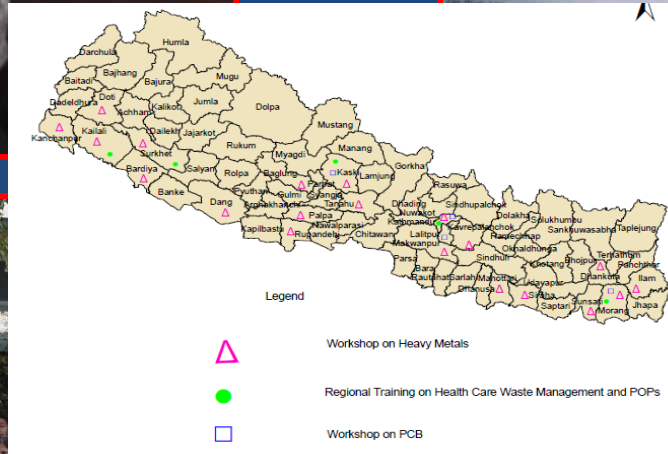 Humla
Darchula
Bajhang
Baitadi
Bajura
Mugu
Dadeldhura
Doti
Achham
Kalikot
Jumla
Dolpa
Mustang
Kanchanpur
Kailali
Dailekh
Jajarkot
Manang
Surkhet
Rukum
Myagdi
Gorkha
Bardiya
Salyan
Rolpa
Baglung
Parpat
Kaski
Lamjung
Rasuwa
Banke
Pyuthan
Gulmi
Syangja
Dhading
Sindhupalchok
Dang
Arghakhanchi
Tanahu
Nuwakot
Dolakha
Solukhumbu
Taplejung
Palpa
Kathmandu
Kavrepalanchok
Ramechhap
Sankhuwasabha
Kapilbastu
Nawalparasi
Rupandehi
Chitawan
Lalitpur
Makwanpur
Okhaldhunga
Terhathum
Parsa
Sindhuli
Khotang
Bhojpur
Panchthar
Bara
Rautahat
Sarlahi
Mahottari
Udayapur
Dhankuta
Ilam
Dhanusa
Siraha
Saptari
Sunsari
Morang
Jhapa
Legend
Workshop on Heavy Metals
Regional Training on Health Care Waste Management and POPs
Workshop on PCB